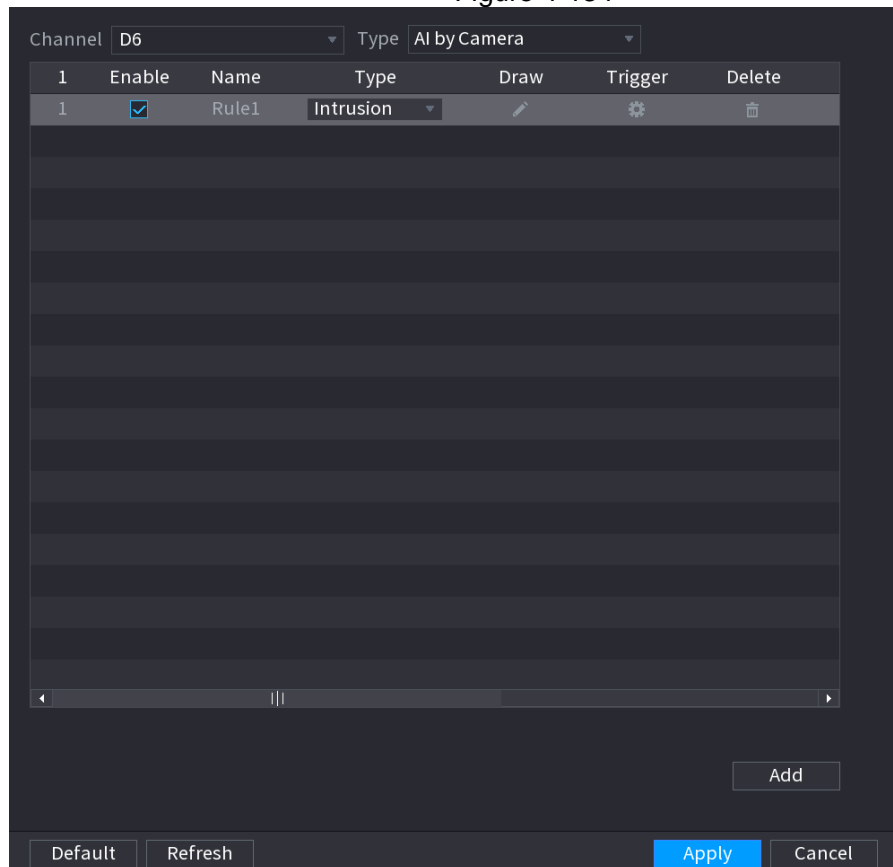 Channel D6 Type AI by Camera
1 Enable Name Type Draw Trigger Delete
1 Rule1 Intrusion
Add
Default Refresh Apply Cancel